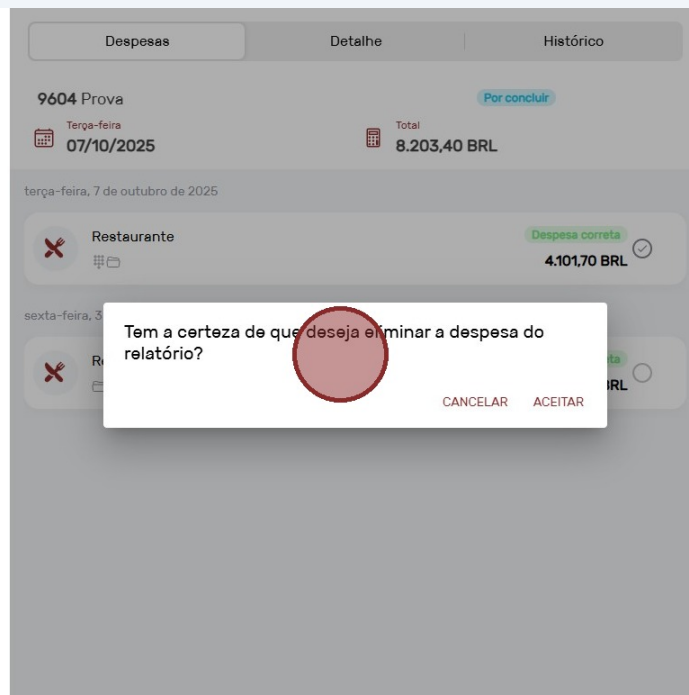 Despesas Detalhe Histórico
9604 Prova Por concluir
Terça-feira Total
07/10/2025 8.203,40 BRL
terça-feira, 7 de outubro de 2025
Restaurante Despesa correta
4.101,70 BRL
sexta-feira, 3
Tem a certeza de que deseja eliminar a despesa do
relatório?
BRL
CANCELAR ACEITAR